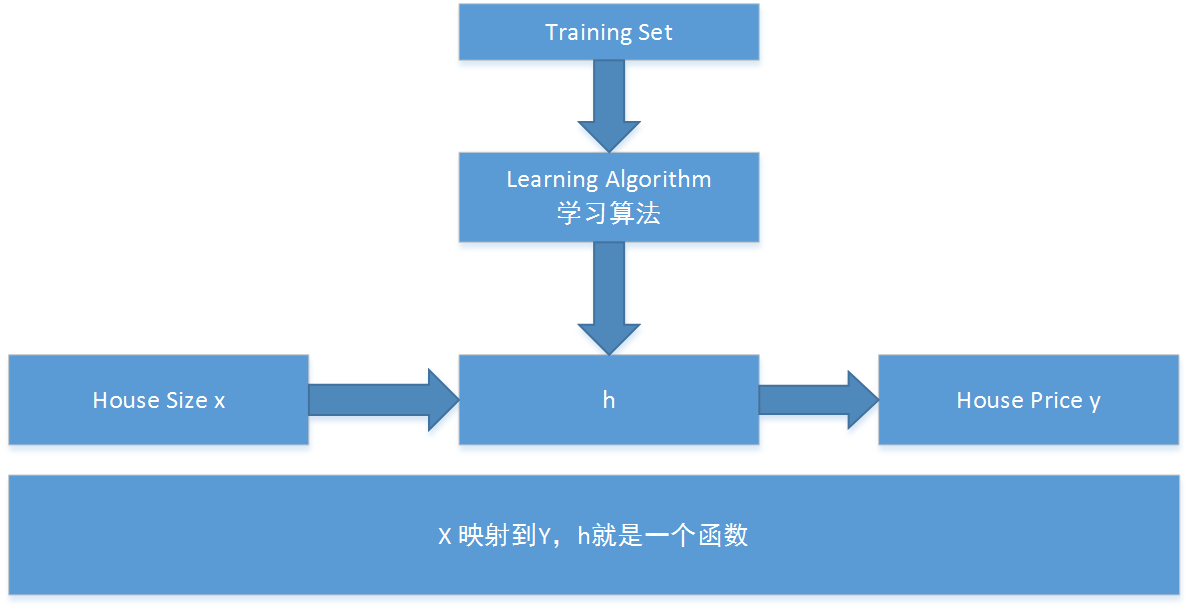 Training Set
Learning Algorithm
学习算法
House Size x
h
House Price y
X 映射到Y，h就是一个函数